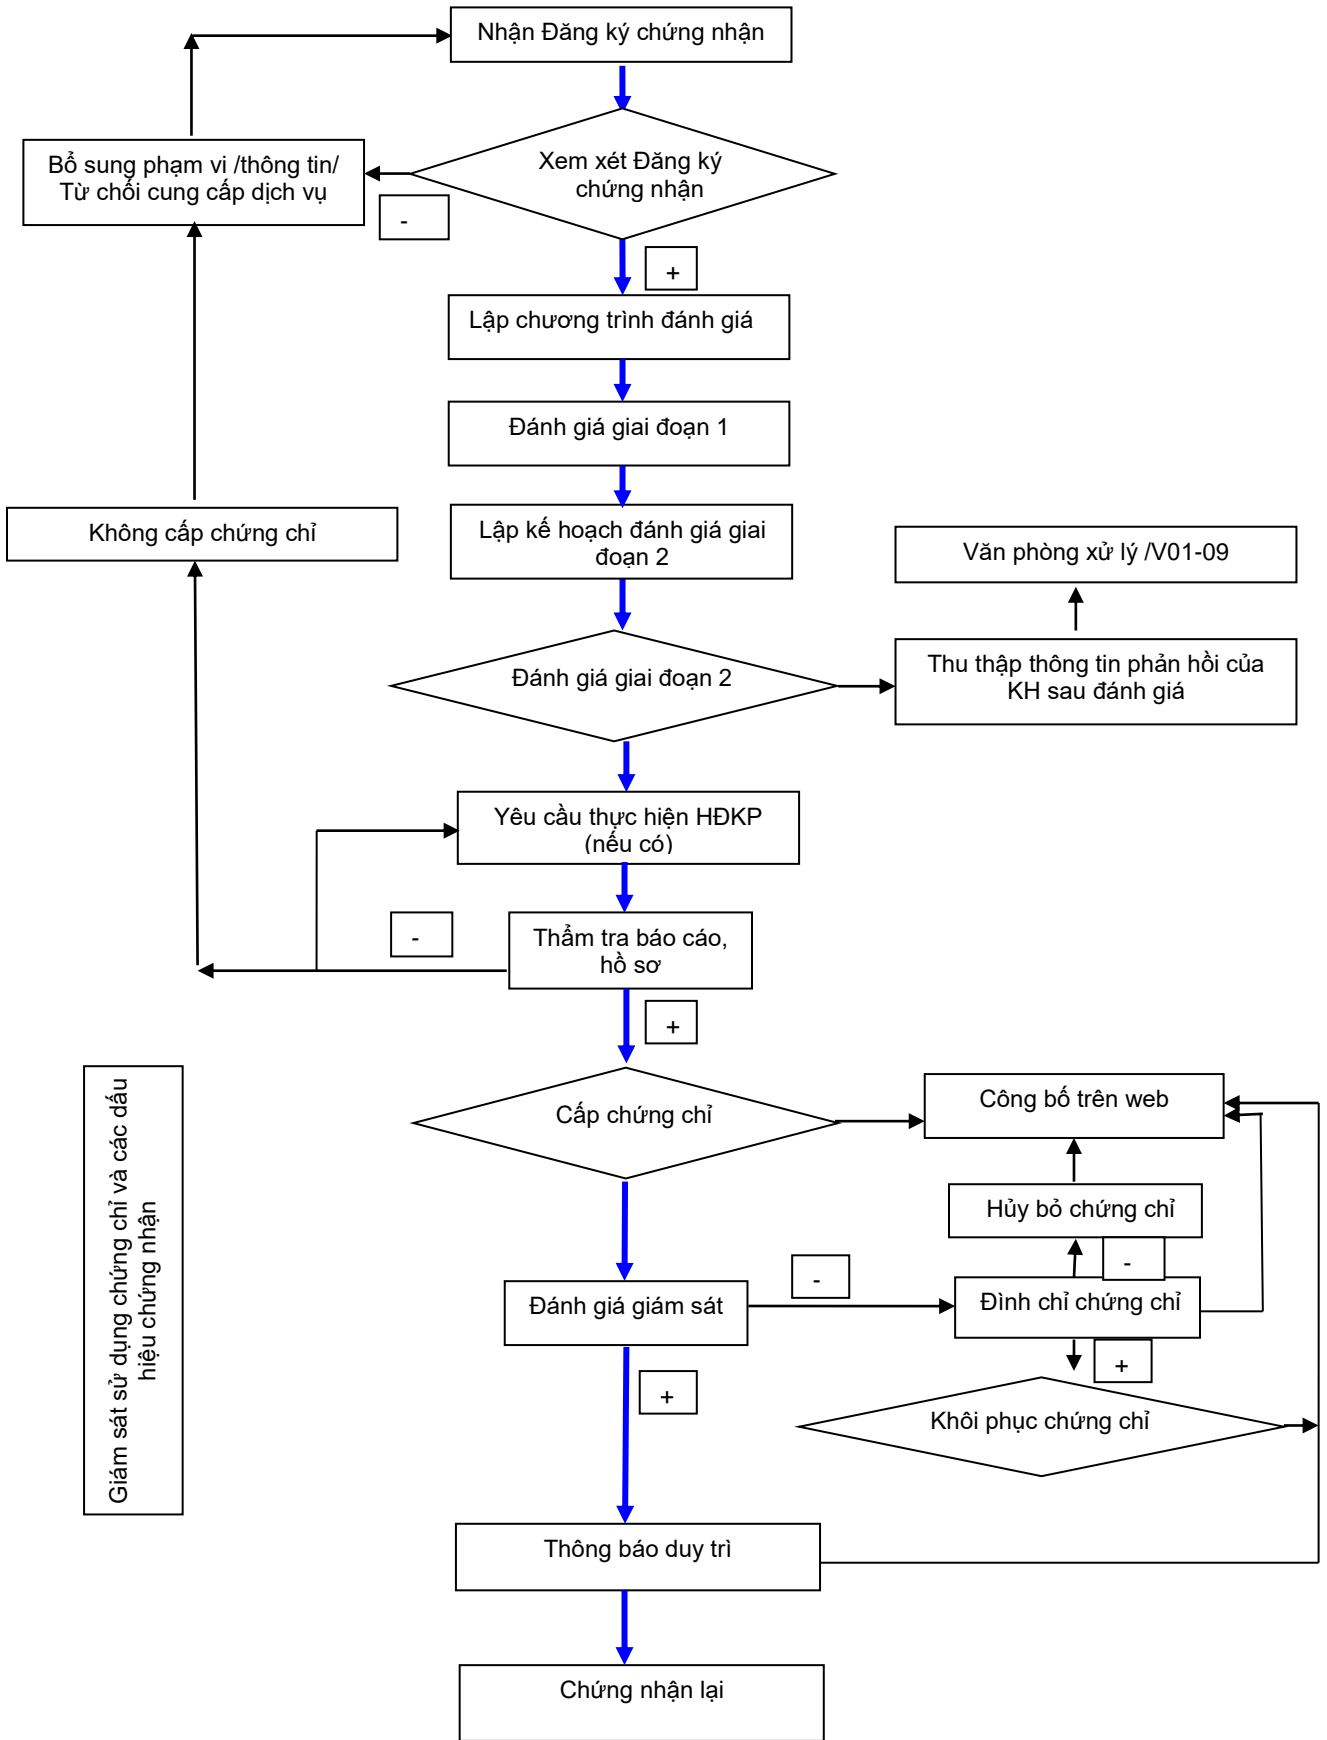 Nhận Đăng ký chứng nhận
Xem xét Đăng ký
chứng nhận
Bổ sung phạm vi /thông tin/
Từ chối cung cấp dịch vụ
-
+
Lập chương trình đánh giá
Đánh giá giai đoạn 1
Không cấp chứng chỉ
Lập kế hoạch đánh giá giai
đoạn 2
Văn phòng xử lý /V01-09
Đánh giá giai đoạn 2
Thu thập thông tin phản hồi của
KH sau đánh giá
Yêu cầu thực hiện HĐKP
(nếu có)
-
Thẩm tra báo cáo,
hồ sơ
+
Giám sát sử dụng chứng chỉ và các dấu
hiệu chứng nhận
Cấp chứng chỉ
Công bố trên web
Hủy bỏ chứng chỉ
-
-
Đánh giá giám sát
Đình chỉ chứng chỉ
+
+
Khôi phục chứng chỉ
Thông báo duy trì
Chứng nhận lại